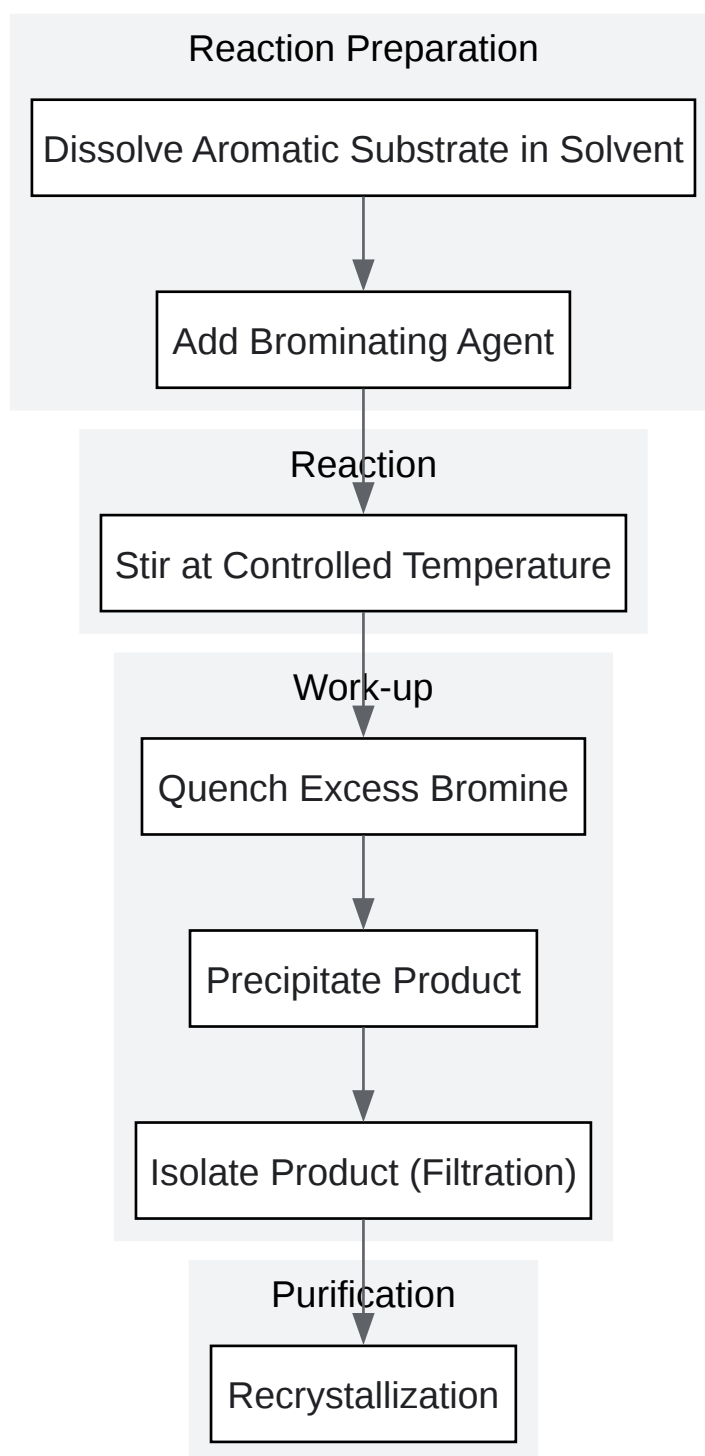 Reaction Preparation
Dissolve Aromatic Substrate in Solvent
Add Brominating Agent
Reaction
Stir at Controlled Temperature
Work-up
Quench Excess Bromine
Precipitate Product
Isolate Product (Filtration)
Purification
Recrystallization